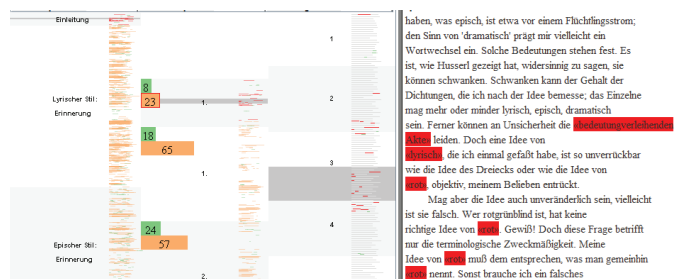 Einleitung
Lyrischer Stil:
Erinnerung
Epischer Stil:
Erinnerung
8
23
1.
18
65
1.
24
57
2.
1
2
3
4
haben, was episch, ist etwa vor einem Flüchtlingsstrom;
den Sinn von 'dramatisch' prägt mir vielleicht ein
Wortwechsel ein. Solche Bedeutungen stehen fest. Es
ist, wie Husserl gezeigt hat, widersinnig zu sagen, sie
können schwanken. Schwanken kann der Gehalt der
Dichtungen, die ich nach der Idee bemesse; das Einzelne
mag mehr oder minder lyrisch, episch, dramatisch
sein. Ferner können an Unsicherheit die «bedeutungverleihenden
Akte» leiden. Doch eine Idee von
«lyrisch», die ich einmal gefaßt habe, ist so unverrückbar
wie die Idee des Dreiecks oder wie die Idee von
«rot», objektiv, meinem Belieben entrückt.
Mag aber die Idee auch unveränderlich sein, vielleicht
ist sie falsch. Wer rotgrünblind ist, hat keine
richtige Idee von «rot». Gewiß! Doch diese Frage betrifft
nur die terminologische Zweckmäßigkeit. Meine
Idee von «rot» muß dem entsprechen, was man gemeinhin
«rot» nennt. Sonst brauche ich ein falsches